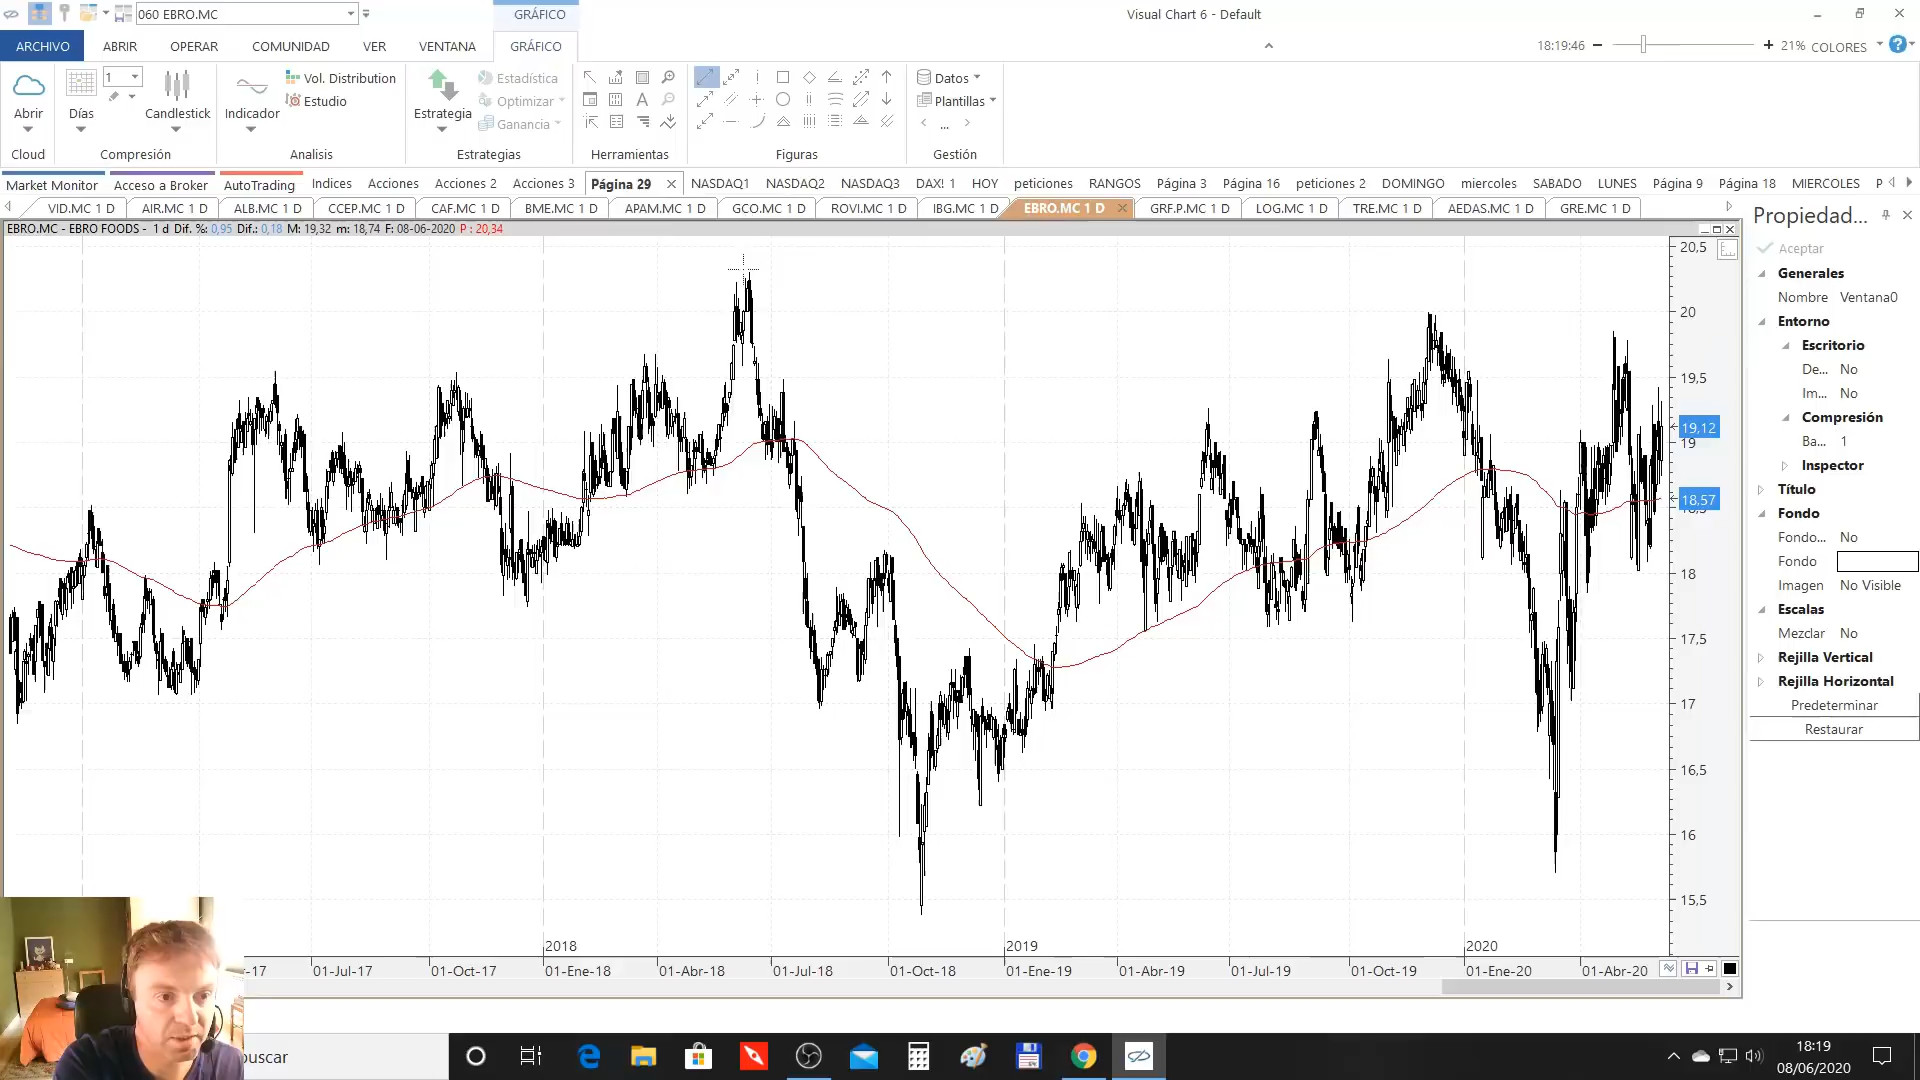 060 EBRO.MC
GRÁFICO
Visual Chart 6 - Default
ARCHIVO ABRIR OPERAR COMUNIDAD VER VENTANA GRÁFICO
18:19:46
21% COLORES
Abrir
Cloud
Días
1
Candlestick
Compresión
Indicador
Vol. Distribution
Estudio
Analisis
Estrategia
Estadística
Optimizar
Ganancia
Estrategias
Herramientas
Figuras
Datos
Plantillas
...
Gestión
Market Monitor Acceso a Broker AutoTrading Indices Acciones Acciones 2 Acciones 3 Página 29 NASDAQ1 NASDAQ2 NASDAQ3 DAX! 1 HOY peticiones RANGOS Página 3 Página 16 peticiones 2 DOMINGO miercoles SABADO LUNES Página 9 Página 18 MIERCOLES P
VID.MC 1 D AIR.MC 1 D ALB.MC 1 D CCEP.MC 1 D CAF.MC 1 D BME.MC 1 D APAM.MC 1 D GCO.MC 1 D ROVI.MC 1 D IBG.MC 1 D EBRO.MC 1 D GRF.P.MC 1 D LOG.MC 1 D TRE.MC 1 D AEDAS.MC 1 D GRE.MC 1 D
EBRO.MC - EBRO FOODS - 1 d Dif. %: 0,95 Dif.: 0,18 M: 19,32 m: 18,74 F: 08-06-2020 P : 20,34
20,5
20
19,5
19,12
19
18,57
18
17,5
17
16,5
16
15,5
2018 2019 2020
-17 01-Jul-17 01-Oct-17 01-Ene-18 01-Abr-18 01-Jul-18 01-Oct-18 01-Ene-19 01-Abr-19 01-Jul-19 01-Oct-19 01-Ene-20 01-Abr-20
Propiedad...
Aceptar
Generales
Nombre Ventana0
Entorno
Escritorio
De... No
Im... No
Compresión
Ba... 1
Inspector
Título
Fondo
Fondo... No
Fondo
Imagen No Visible
Escalas
Mezclar No
Rejilla Vertical
Rejilla Horizontal
Predeterminar
Restaurar
buscar
18:19
08/06/2020